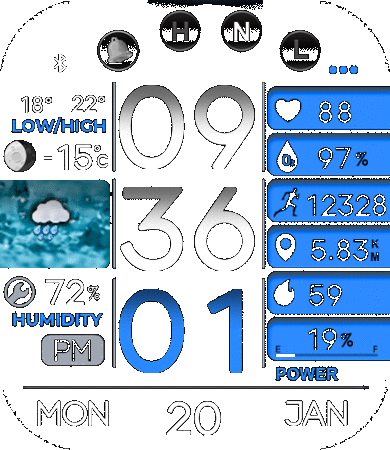 H N L
18° 22°
LOW/HIGH
-15°C
72%
HUMIDITY
PM
09
36
01
88
O₂ 97%
12328
5.83 KM
59
19%
E F
POWER
MON 20 JAN